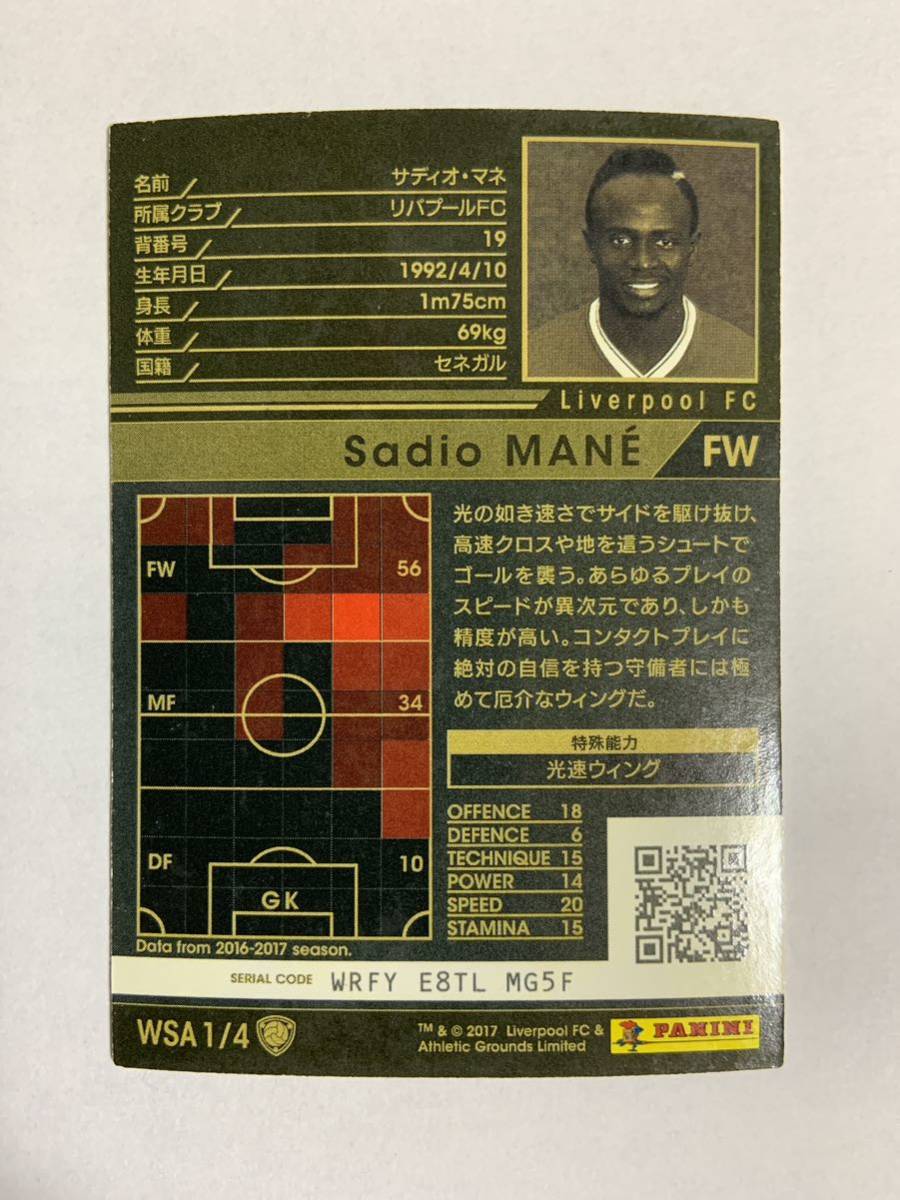 名前 サディオ・マネ
所属クラブ リバプールFC
背番号 19
生年月日 1992/4/10
身長 1m75cm
体重 69kg
国籍 セネガル
Liverpool FC
Sadio MANÉ FW
FW 56
MF 34
DF 10
GK
Data from 2016-2017 season.
光の如き速さでサイドを駆け抜け、
高速クロスや地を這うシュートで
ゴールを襲う。あらゆるプレイの
スピードが異次元であり、しかも
精度が高い。コンタクトプレイに
絶対の自信を持つ守備者には極
めて厄介なウィングだ。
特殊能力
光速ウィング
OFFENCE 18
DEFENCE 6
TECHNIQUE 15
POWER 14
SPEED 20
STAMINA 15
SERIAL CODE WRFY E8TL MG5F
WSA 1/4
™ & © 2017 Liverpool FC &
Athletic Grounds Limited
PANINI